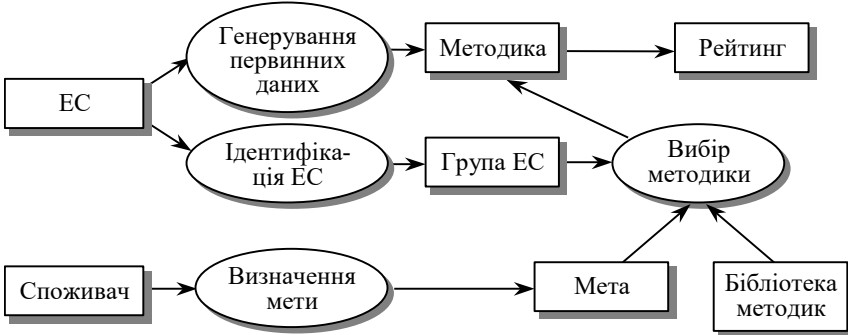 Генерування
первинних
даних
Методика
Рейтинг
ЕС
Ідентифіка-
ція ЕС
Група ЕС
Вибір
методики
Споживач
Визначення
мети
Мета
Бібліотека
методик